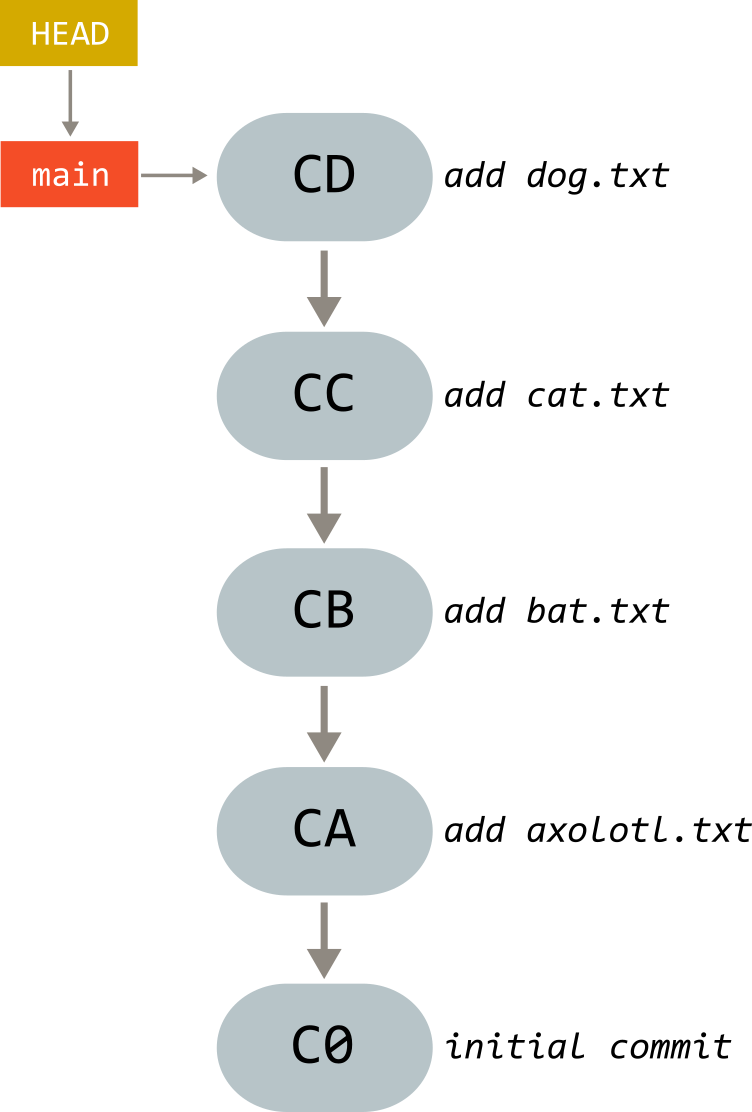 HEAD
main
CD add dog.txt
CC add cat.txt
CB add bat.txt
CA add axolotl.txt
C0 initial commit